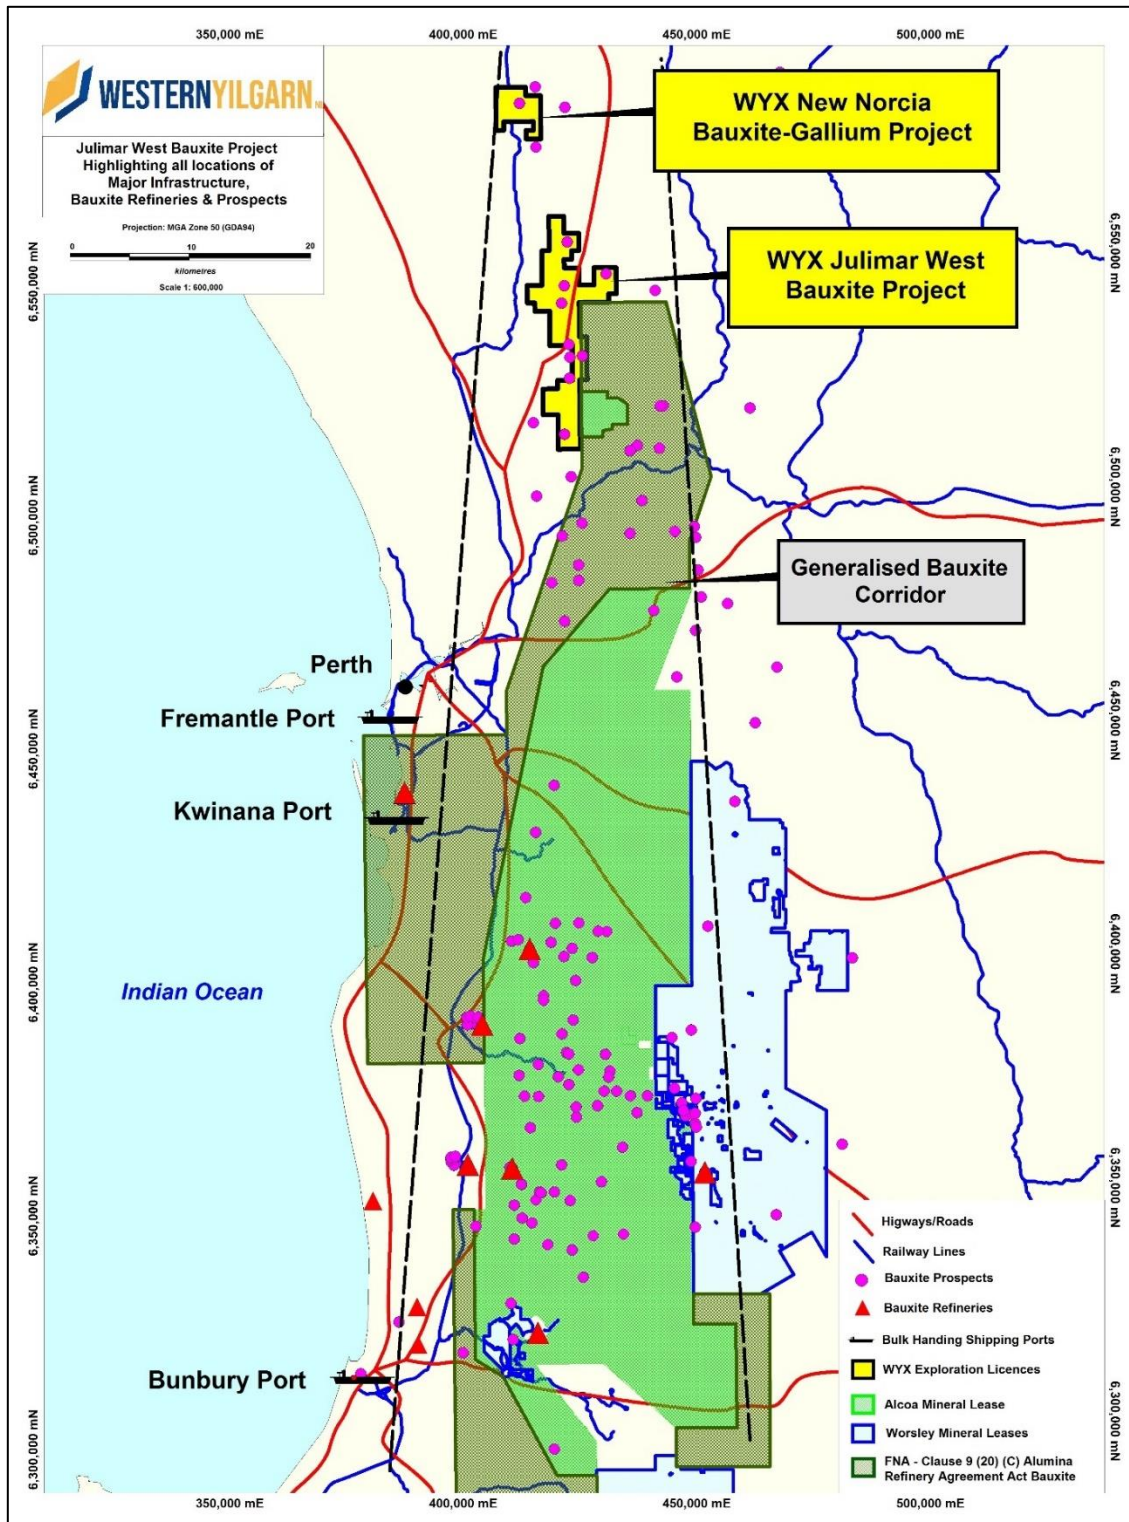 350,000 mE
400,000 mE
450,000 mE
500,000 mE
WESTERNYILGARN
Julimar West Bauxite Project
Highlighting all locations of
Major Infrastructure,
Bauxite Refineries & Prospects
Projection: MGA Zone 50 (GDA94)
0 10 20
kilometres
Scale 1: 600,000
WYX New Norcia
Bauxite-Gallium Project
WYX Julimar West
Bauxite Project
Generalised Bauxite
Corridor
6,550,000 mN
6,500,000 mN
6,450,000 mN
6,400,000 mN
6,350,000 mN
6,300,000 mN
6,550,000 mN
6,500,000 mN
6,450,000 mN
6,400,000 mN
6,350,000 mN
6,300,000 mN
Perth
Fremantle Port
Kwinana Port
Indian Ocean
Bunbury Port
Higways/Roads
Railway Lines
Bauxite Prospects
Bauxite Refineries
Bulk Handing Shipping Ports
WYX Exploration Licences
Alcoa Mineral Lease
Worsley Mineral Leases
FNA - Clause 9 (20) (C) Alumina
Refinery Agreement Act Bauxite
350,000 mE
400,000 mE
450,000 mE
500,000 mE